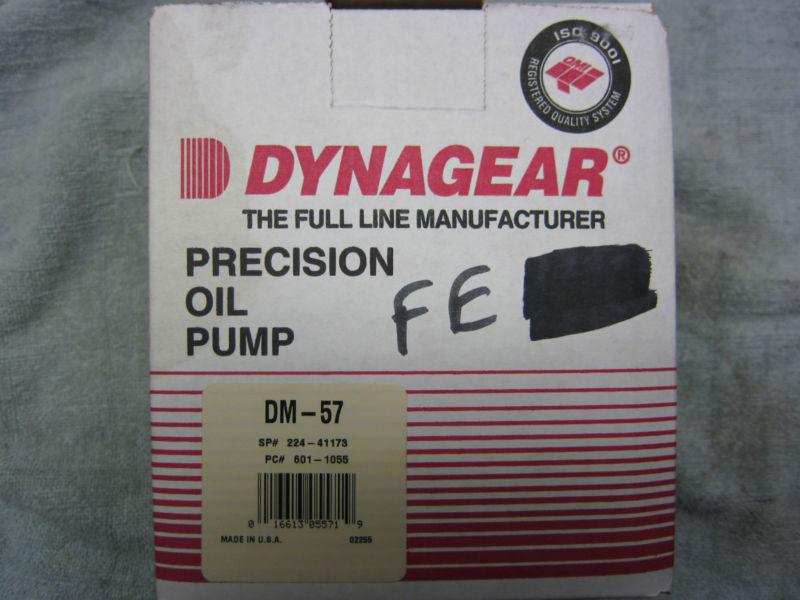 ISO 9001
OMI
REGISTERED QUALITY SYSTEM
DYNAGEAR®
THE FULL LINE MANUFACTURER
PRECISION
OIL
PUMP
FE
DM-57
SP# 224-41173
PC# 601-1055
0 16613 05571 9
MADE IN U.S.A. 02255